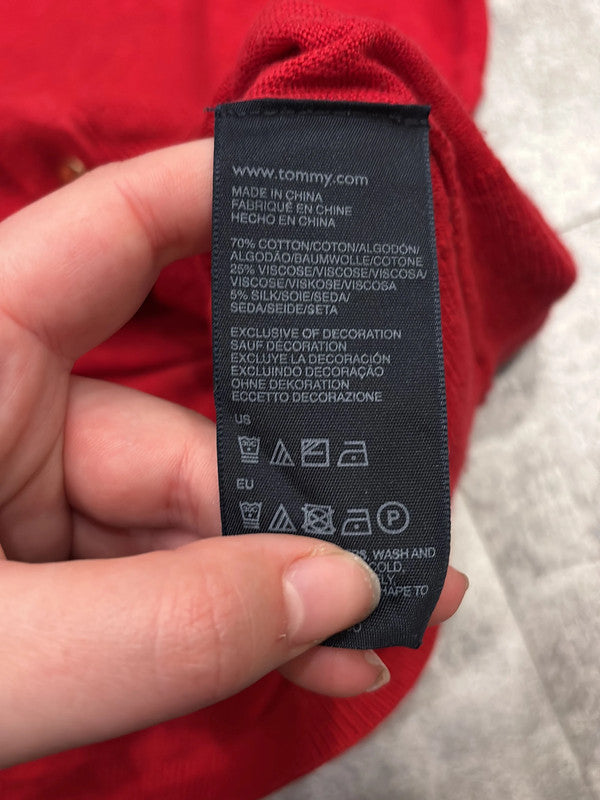 www.tommy.com
MADE IN CHINA
FABRIQUÉ EN CHINE
HECHO EN CHINA
70% COTTON/COTON/ALGODÓN/
ALGODÃO/BAUMWOLLE/COTONE
25% VISCOSE/VISCOSE/VISCOSA/
VISCOSE/VISKOSE/VISCOSA
5% SILK/SOIE/SEDA/
SEDA/SEIDE/SETA
EXCLUSIVE OF DECORATION
SAUF DÉCORATION
EXCLUYE LA DECORACIÓN
EXCLUINDO DECORAÇÃO
OHNE DEKORATION
ECCETTO DECORAZIONE
US
EU
P
WASH AND
COLD,
SHAPE TO